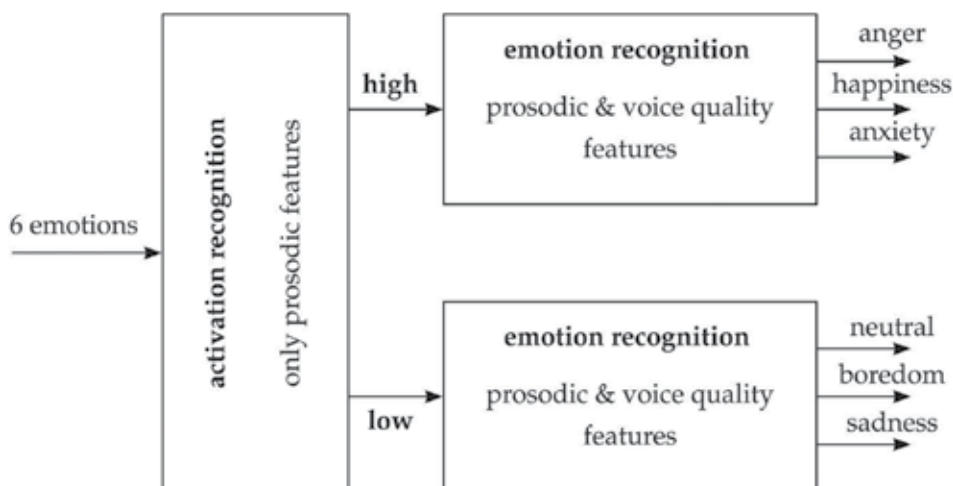 6 emotions
activation recognition
only prosodic features
high
low
emotion recognition
prosodic & voice quality
features
anger
happiness
anxiety
emotion recognition
prosodic & voice quality
features
neutral
boredom
sadness